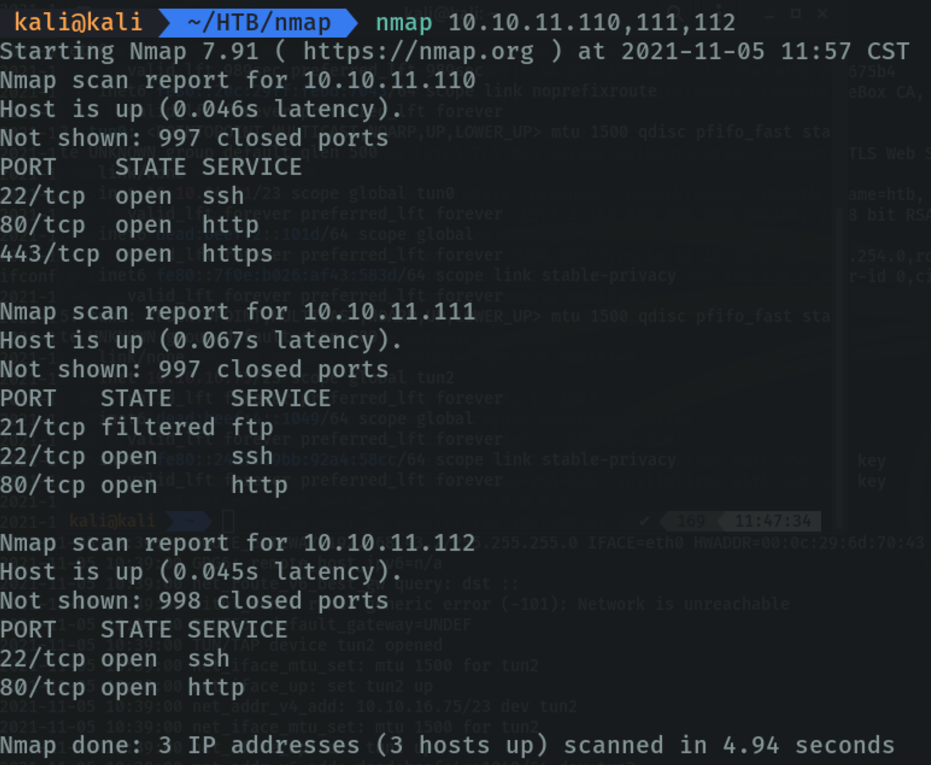 kali@kali ~/HTB/nmap nmap 10.10.11.110,111,112
Starting Nmap 7.91 ( https://nmap.org ) at 2021-11-05 11:57 CST
Nmap scan report for 10.10.11.110
Host is up (0.046s latency).
Not shown: 997 closed ports
PORT    STATE SERVICE
22/tcp  open  ssh
80/tcp  open  http
443/tcp open  https
Nmap scan report for 10.10.11.111
Host is up (0.067s latency).
Not shown: 997 closed ports
PORT   STATE    SERVICE
21/tcp filtered ftp
22/tcp open     ssh
80/tcp open     http
Nmap scan report for 10.10.11.112
Host is up (0.045s latency).
Not shown: 998 closed ports
PORT   STATE SERVICE
22/tcp open  ssh
80/tcp open  http
Nmap done: 3 IP addresses (3 hosts up) scanned in 4.94 seconds